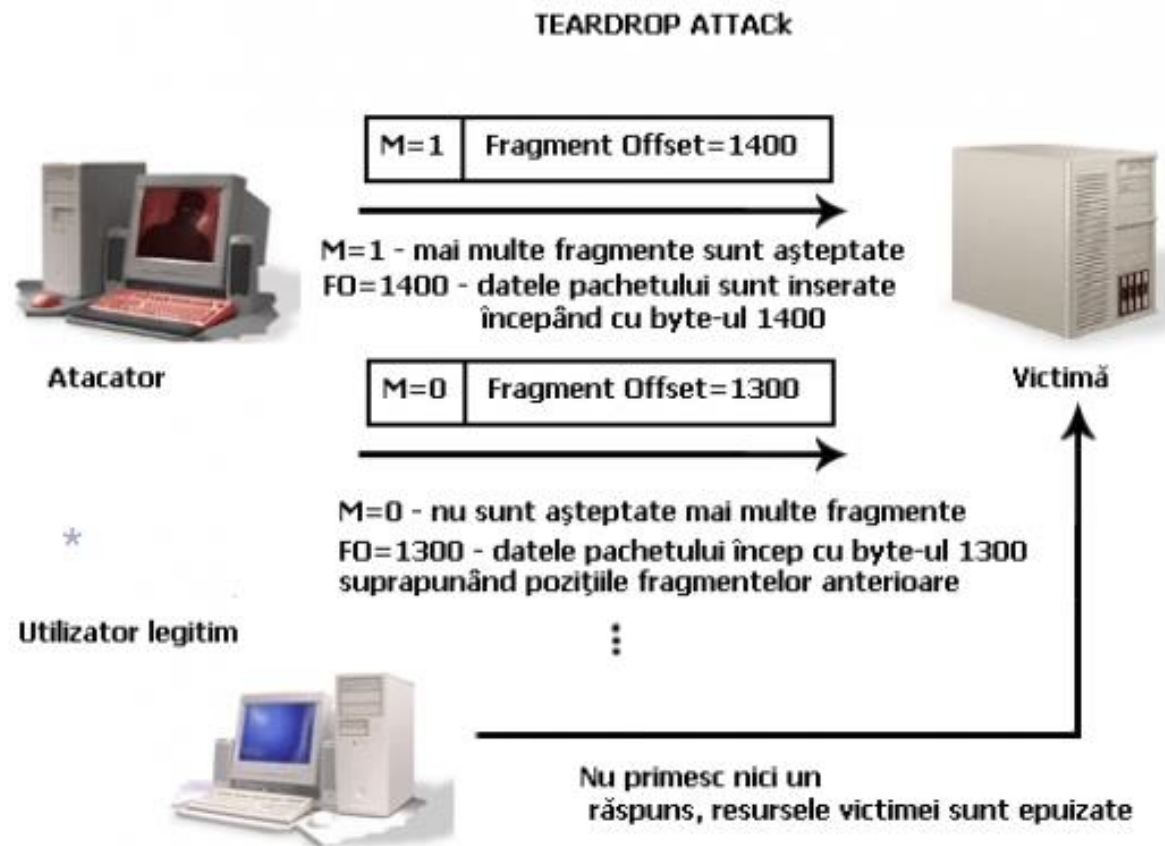 TEARDROP ATTACk
M=1 Fragment Offset=1400
M=1 - mai multe fragmente sunt aşteptate
FO=1400 - datele pachetului sunt inserate
începând cu byte-ul 1400
Atacator
Victimă
M=0 Fragment Offset=1300
M=0 - nu sunt aşteptate mai multe fragmente
FO=1300 - datele pachetului încep cu byte-ul 1300
suprapunând poziţiile fragmentelor anterioare
*
Utilizator legitim
Nu primesc nici un
răspuns, resursele victimei sunt epuizate